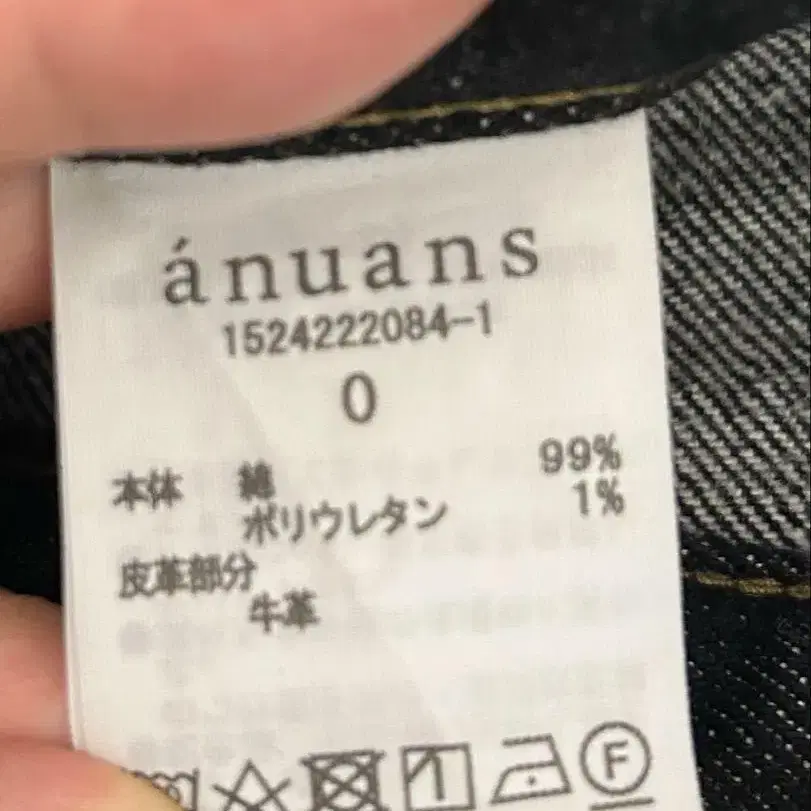 ánuans
1524222084-1
0
本体 綿 99%
ポリウレタン 1%
皮革部分
牛革
F